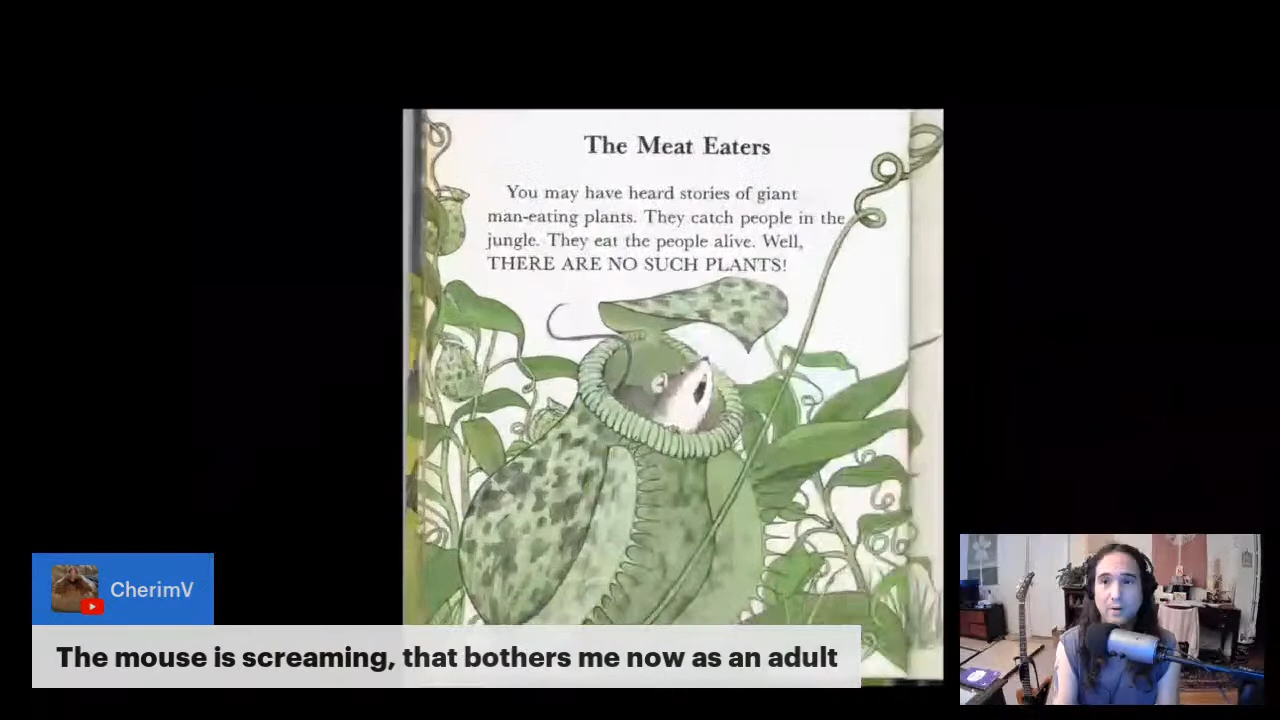 The Meat Eaters
You may have heard stories of giant
man-eating plants. They catch people in the
jungle. They eat the people alive. Well,
THERE ARE NO SUCH PLANTS!
CherimV
The mouse is screaming, that bothers me now as an adult